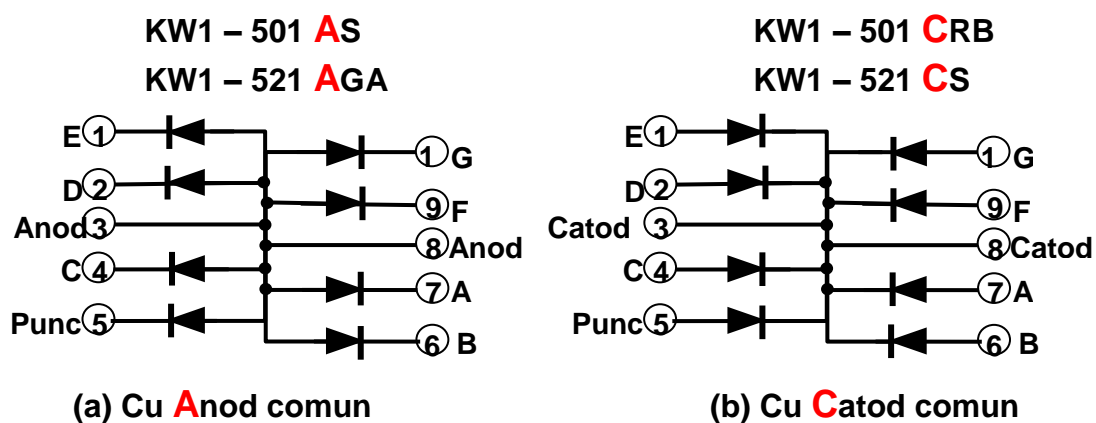 KW1 – 501 AS
KW1 – 521 AGA
E 1
1 G
D 2
9 F
Anod 3
8 Anod
C 4
7 A
Punc 5
6 B
(a) Cu Anod comun
KW1 – 501 CRB
KW1 – 521 CS
E 1
1 G
D 2
9 F
Catod 3
8 Catod
C 4
7 A
Punc 5
6 B
(b) Cu Catod comun